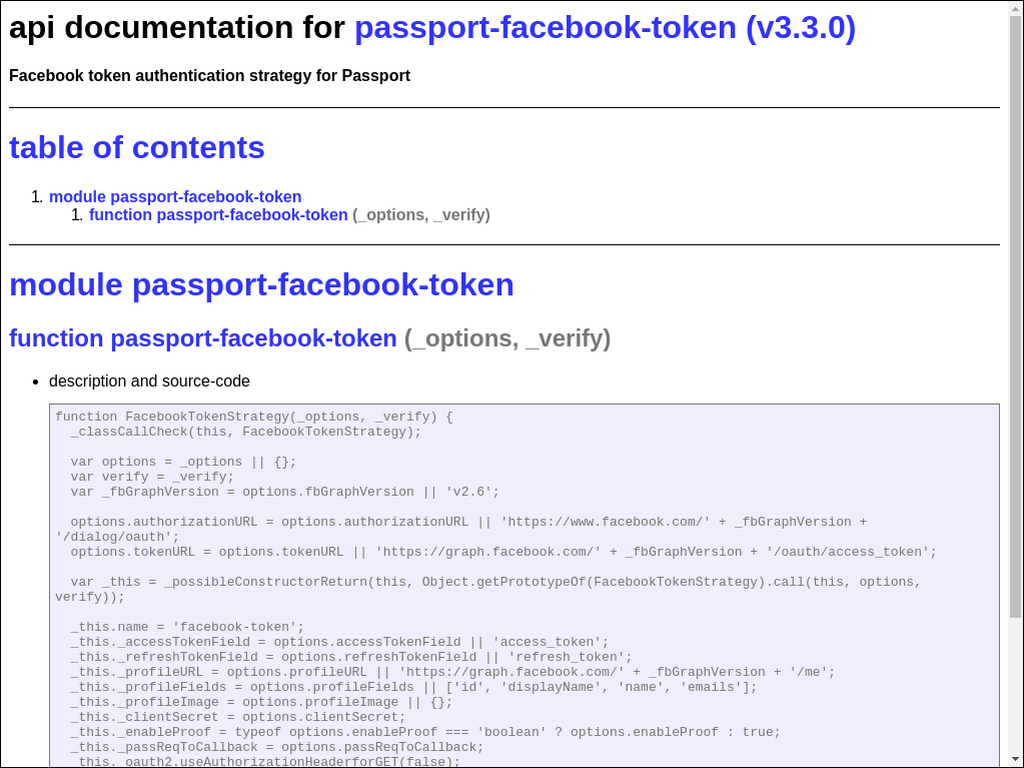 api documentation for passport-facebook-token (v3.3.0)
Facebook token authentication strategy for Passport
table of contents
1. module passport-facebook-token
1. function passport-facebook-token (_options, _verify)
module passport-facebook-token
function passport-facebook-token (_options, _verify)
• description and source-code
function FacebookTokenStrategy(_options, _verify) {
  _classCallCheck(this, FacebookTokenStrategy);
  var options = _options || {};
  var verify = _verify;
  var _fbGraphVersion = options.fbGraphVersion || 'v2.6';
  options.authorizationURL = options.authorizationURL || 'https://www.facebook.com/' + _fbGraphVersion +
'/dialog/oauth';
  options.tokenURL = options.tokenURL || 'https://graph.facebook.com/' + _fbGraphVersion + '/oauth/access_token';
  var _this = _possibleConstructorReturn(this, Object.getPrototypeOf(FacebookTokenStrategy).call(this, options,
verify));
  _this.name = 'facebook-token';
  _this._accessTokenField = options.accessTokenField || 'access_token';
  _this._refreshTokenField = options.refreshTokenField || 'refresh_token';
  _this._profileURL = options.profileURL || 'https://graph.facebook.com/' + _fbGraphVersion + '/me';
  _this._profileFields = options.profileFields || ['id', 'displayName', 'name', 'emails'];
  _this._profileImage = options.profileImage || {};
  _this._clientSecret = options.clientSecret;
  _this._enableProof = typeof options.enableProof === 'boolean' ? options.enableProof : true;
  _this._passReqToCallback = options.passReqToCallback;
  _this._oauth2.useAuthorizationHeaderforGET(false);